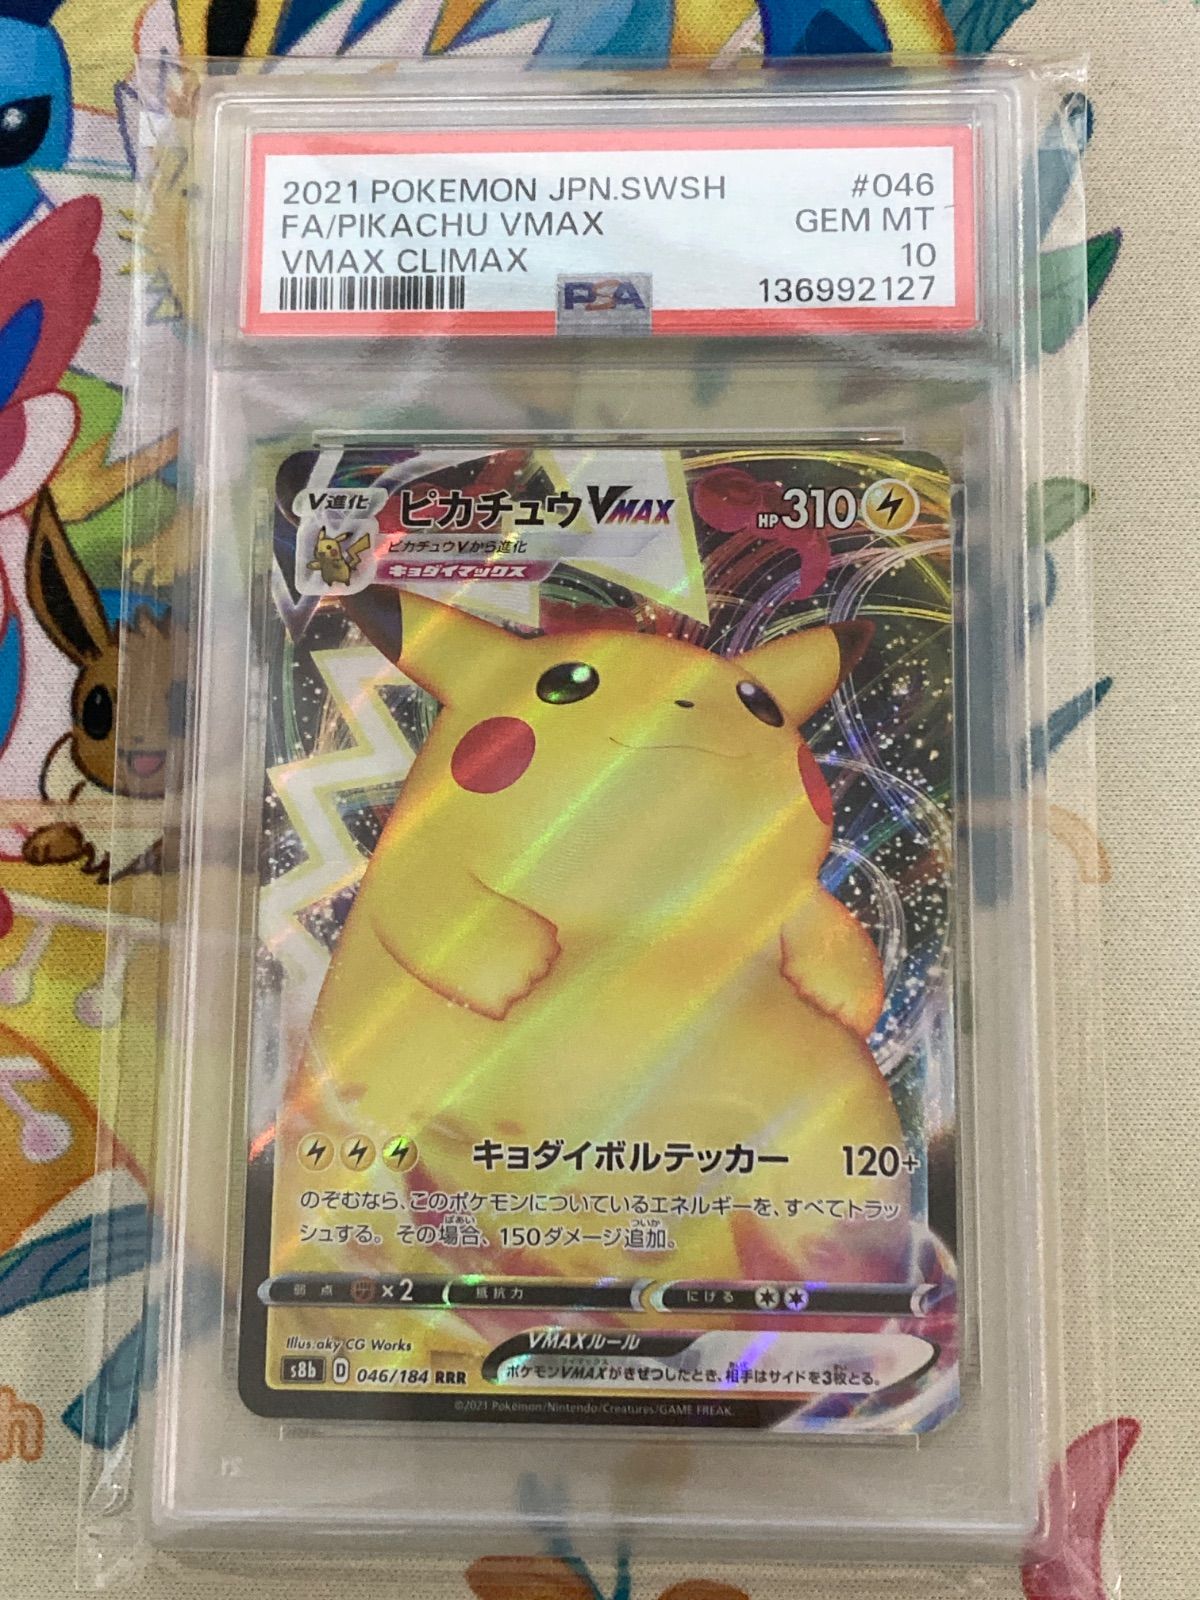 2021 POKEMON JPN.SWSH #046
FA/PIKACHU VMAX GEM MT
VMAX CLIMAX 10
PSA 136992127
V進化 ピカチュウVMAX HP310
ピカチュウVから進化
キョダイマックス
キョダイボルテッカー 120+
のぞむなら、このポケモンについているエネルギーを、すべてトラッ
シュする。その場合、150ダメージ追加。
弱点 ×2 抵抗力 にげる
Illus. aky CG Works
VMAXルール
s8b D 046/184 RRR
ポケモンVMAXがきぜつしたとき、相手はサイドを3枚とる。
©2021 Pokémon/Nintendo/Creatures/GAME FREAK.